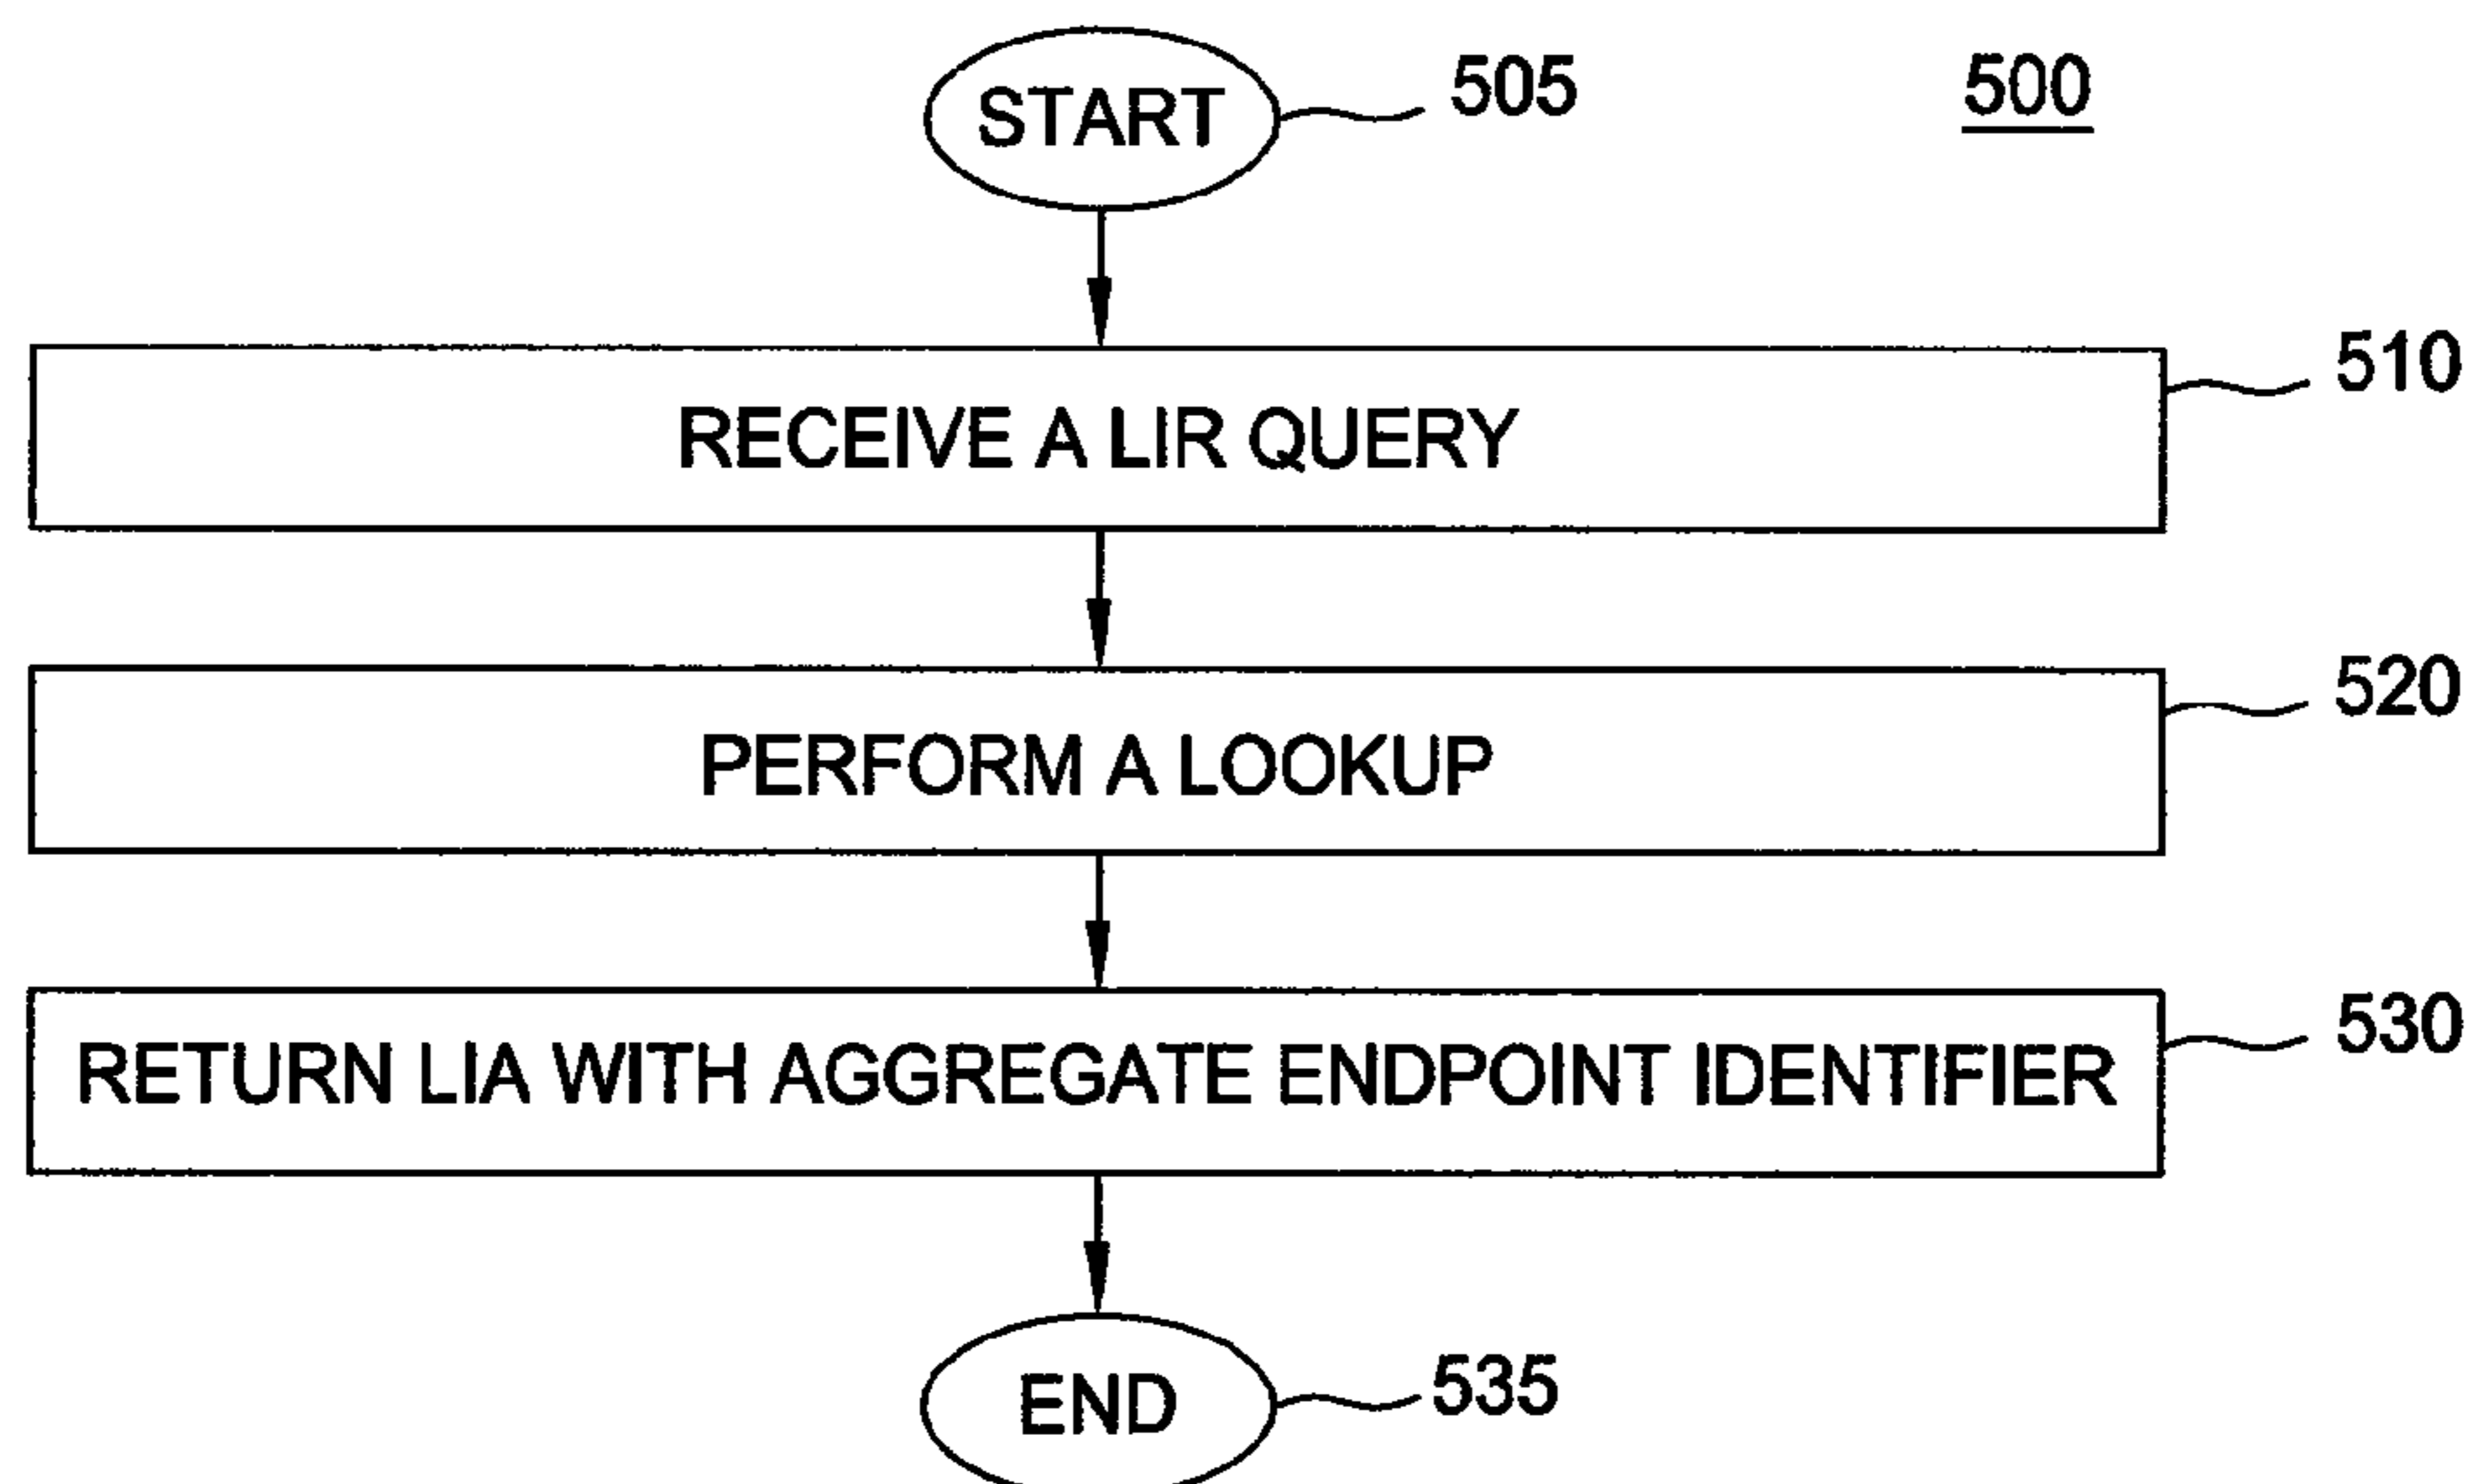 START
505
500
RECEIVE A LIR QUERY
510
PERFORM A LOOKUP
520
RETURN LIA WITH AGGREGATE ENDPOINT IDENTIFIER
530
END
535